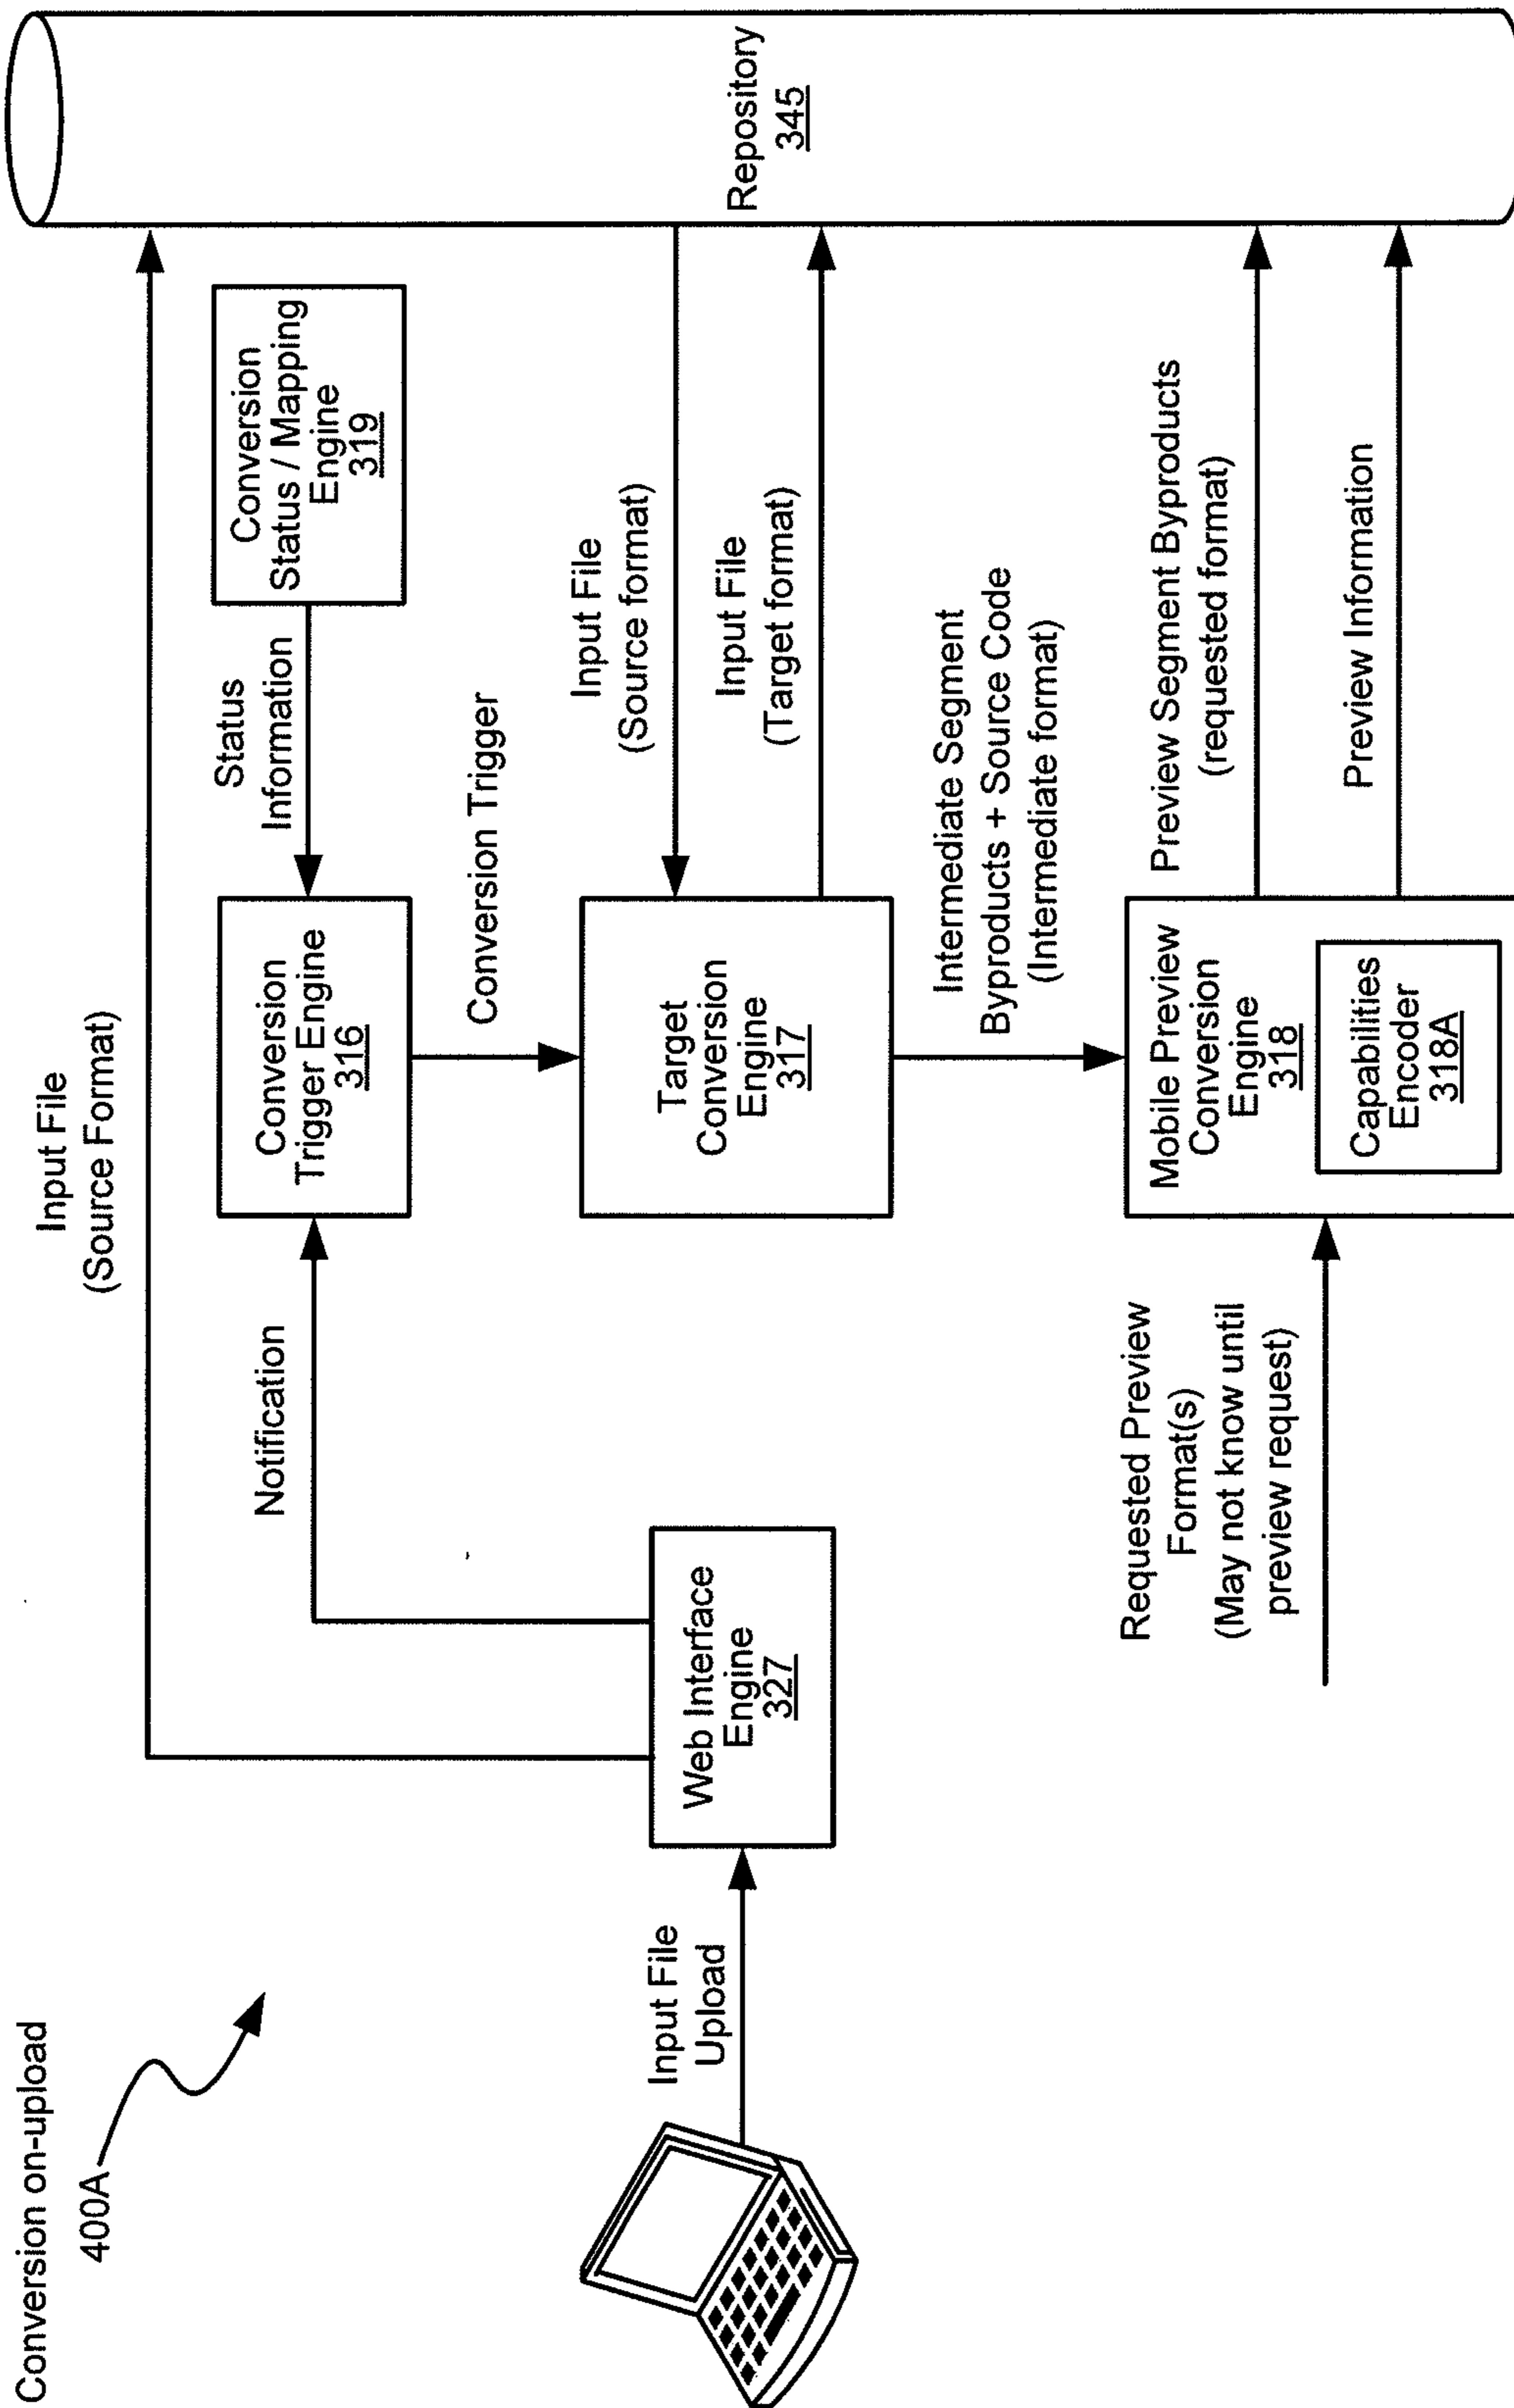 Conversion on-upload
400A
Input File
Upload
Web Interface
Engine
327
Input File
(Source Format)
Notification
Conversion
Trigger Engine
316
Status
Information
Conversion
Status / Mapping
Engine
319
Conversion Trigger
Target
Conversion
Engine
317
Input File
(Source format)
Input File
(Target format)
Intermediate Segment
Byproducts + Source Code
(Intermediate format)
Requested Preview
Format(s)
(May not know until
preview request)
Mobile Preview
Conversion
Engine
318
Capabilities
Encoder
318A
Preview Segment Byproducts
(requested format)
Preview Information
Repository
345